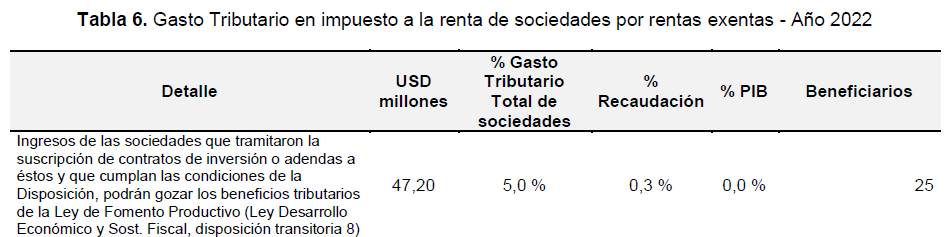 Tabla 6. Gasto Tributario en impuesto a la renta de sociedades por rentas exentas - Año 2022
Detalle
USD
millones
% Gasto
Tributario
Total de
sociedades
%
Recaudación
% PIB
Beneficiarios
Ingresos de las sociedades que tramitaron la
suscripción de contratos de inversión o adendas a
éstos y que cumplan las condiciones de la
Disposición, podrán gozar los beneficios tributarios
de la Ley de Fomento Productivo (Ley Desarrollo
Económico y Sost. Fiscal, disposición transitoria 8)
47,20
5,0 %
0,3 %
0,0 %
25